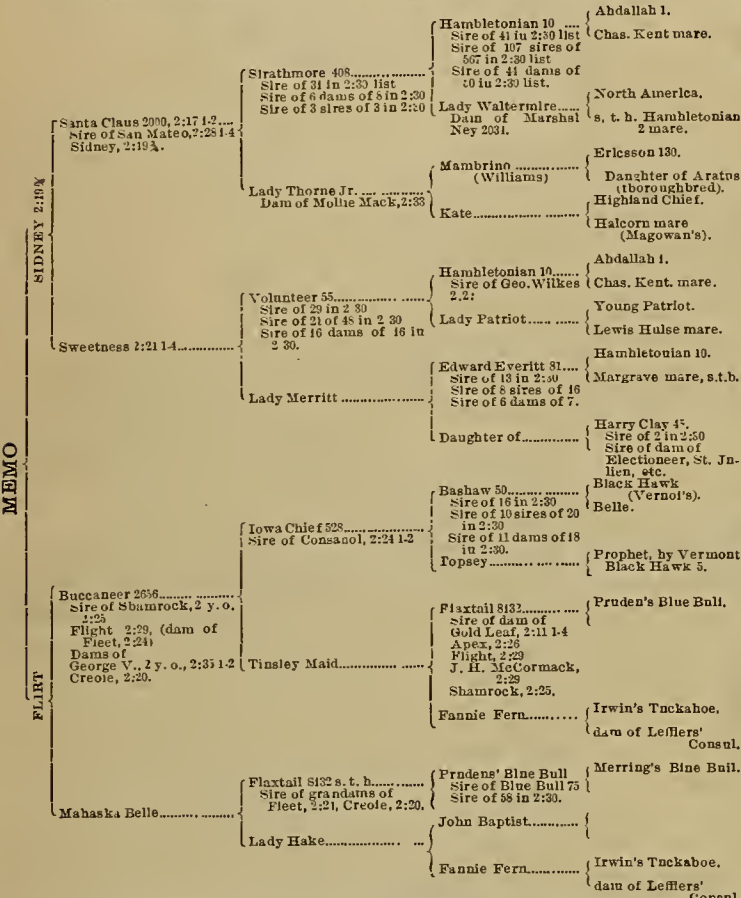 MEMO
SIDNEY 2:19¾
Santa Claus 2000, 2:17 1-2....
Sire of San Mateo, 2:28 1-4
Sidney, 2:19¾.
Strathmore 408..................
Sire of 31 in 2:30 list
Sire of 6 dams of 8 in 2:30
Sire of 3 sires of 3 in 2:20
Hambletonian 10 ....
Sire of 41 iu 2:30 list
Sire of 107 sires of
567 in 2:30 list
Sire of 44 dams of
iu 2:30 list.
Abdallah 1.
Chas. Kent mare.
Lady Waltermire......
Dam of Marshal
Ney 2031.
North America.
s. t. b. Hambletonian
2 mare.
Lady Thorne Jr. .... ............
Dam of Mollie Mack, 2:33
Mambrino ................
(Williams)
Ericsson 130.
Danghter of Aratus
(thoroughbred).
Kate...........................
Highland Chief.
Halcorn mare
(Magowan's).
Sweetness 2:21 1-4..............
Volunteer 55......................
Sire of 29 in 2 30
Sire of 21 of 48 in 2 30
Sire of 16 dams of 16 in
2 30.
Hambletonian 10.......
Sire of Geo. Wilkes
2.2:
Abdallah 1.
Chas. Kent. mare.
Lady Patriot...............
Young Patriot.
Lewis Hulse mare.
Lady Merritt ......................
Edward Everitt 81....
Sire of 13 in 2:30
Sire of 8 sires of 16
Sire of 6 dams of 7.
Hambletonian 10.
Margrave mare, s.t.b.
Daughter of..............
Harry Clay 45.
Sire of 2 in 2:50
Sire of dam of
Electioneer, St. Ju-
lien, etc.
FLIRT
Buccaneer 2656..................
Sire of Shamrock, 2 y. o.
2:25
Flight 2:29, (dam of
Fleet, 2:24)
Dams of
George V., 2 y. o., 2:35 1-2
Creole, 2:20.
Iowa Chief 528....................
Sire of Consanol, 2:24 1-2
Bashaw 50..................
Sire of 16 in 2:30
Sire of 10 sires of 20
in 2:30
Sire of 11 dams of 18
in 2:30.
Black Hawk
(Vernol's).
Belle.
Topsey......................
Prophet, by Vermont
Black Hawk 5.
Tinsley Maid......................
Flaxtail 8132..............
Sire of dam of
Gold Leaf, 2:11 1-4
Apex, 2:26
Flight, 2:29
J. H. McCormack,
2:29
Shamrock, 2:25.
Pruden's Blue Bull.
Fannie Fern............
Irwin's Tuckahoe.
dam of Lefflers'
Consul.
Mahaska Belle..................
Flaxtail 8132 s. t. b..............
Sire of grandams of
Fleet, 2:21, Creole, 2:20.
Prudens' Blue Bull
Sire of Blue Bull 75
Sire of 58 in 2:30.
Merring's Blue Bull.
Lady Hake........................
John Baptist..............
Fannie Fern............
Irwin's Tuckahoe.
dam of Lefflers'
Consul.